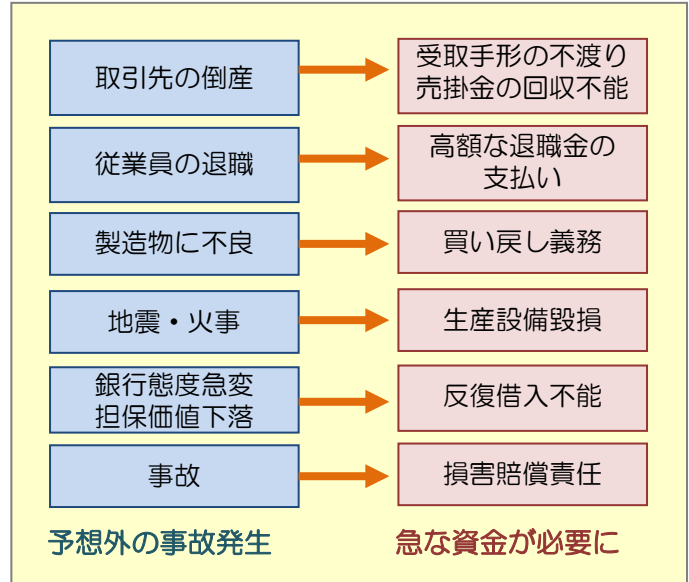 取引先の倒産
受取手形の不渡り
売掛金の回収不能
従業員の退職
高額な退職金の
支払い
製造物に不良
買い戻し義務
地震・火事
生産設備毀損
銀行態度急変
担保価値下落
反復借入不能
事故
損害賠償責任
予想外の事故発生
急な資金が必要に